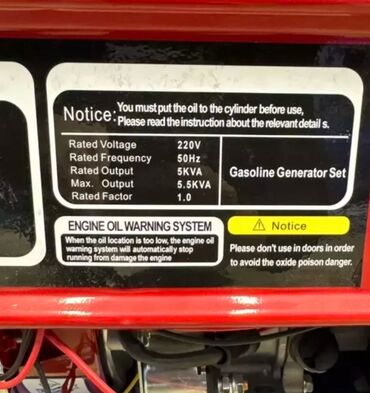 Notice: You must put the oil to the cylinder before use,
Please read the instruction about the relevant detail s.
Rated Voltage 220V
Rated Frequency 50Hz
Rated Output 5KVA
Max. Output 5.5KVA
Rated Factor 1.0
Gasoline Generator Set
ENGINE OIL WARNING SYSTEM
When the oil location is too low, the engine oil
warning system will automatically stop
running from damage the engine
Notice
Please don't use in doors in order
to avoid the oxide poison danger.